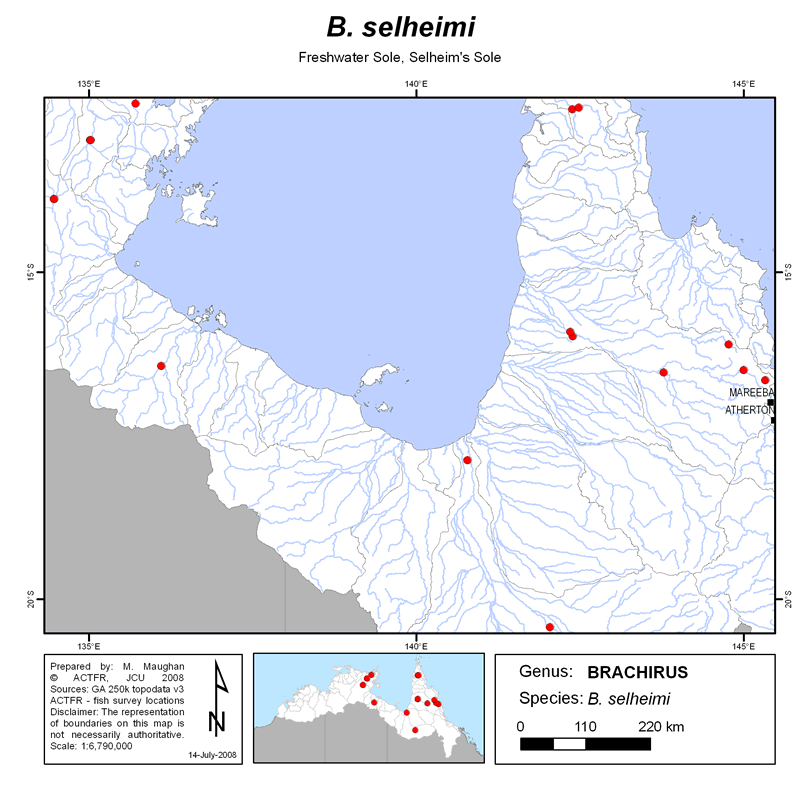 B. selheimi
Freshwater Sole, Selheim's Sole
135°E
140°E
145°E
15°S
15°S
MAREEBA
ATHERTON
20°S
20°S
135°E
140°E
145°E
Prepared by: M. Maughan
© ACTFR, JCU 2008
Sources: GA 250k topodata v3
ACTFR - fish survey locations
Disclaimer: The representation
of boundaries on this map is
not necessarily authoritative.
Scale: 1:6,790,000
N
14-July-2008
Genus: BRACHIRUS
Species: B. selheimi
0 110 220 km